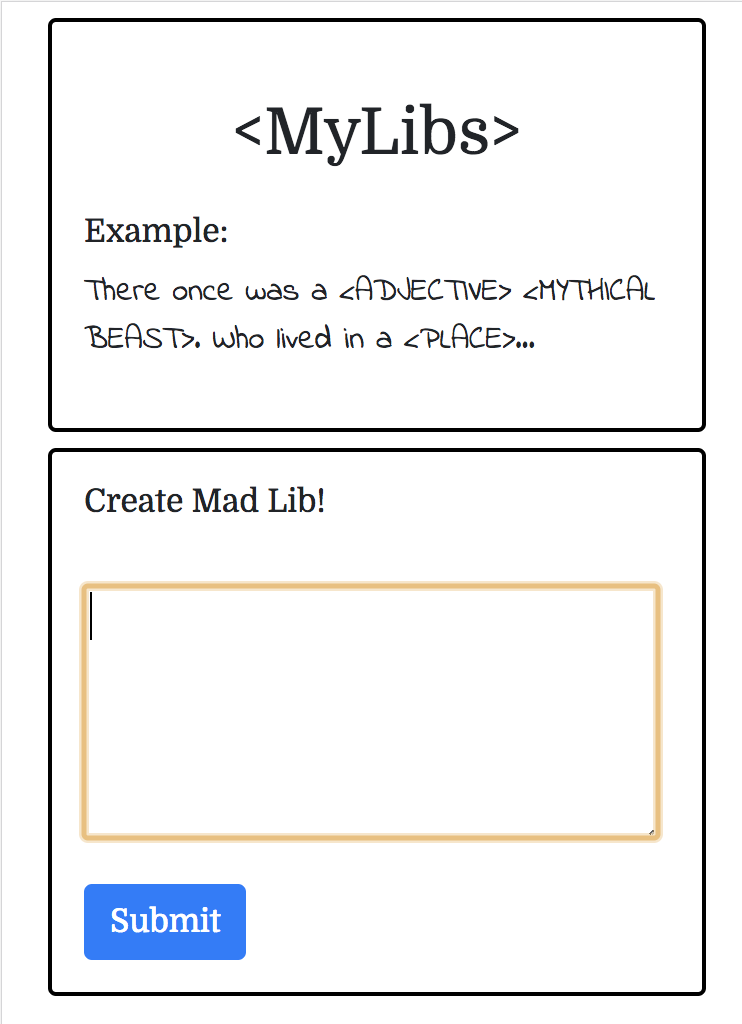 <MyLibs>
Example:
There once was a <ADJECTIVE> <MYTHICAL
BEAST>. Who lived in a <PLACE>...
Create Mad Lib!
Submit